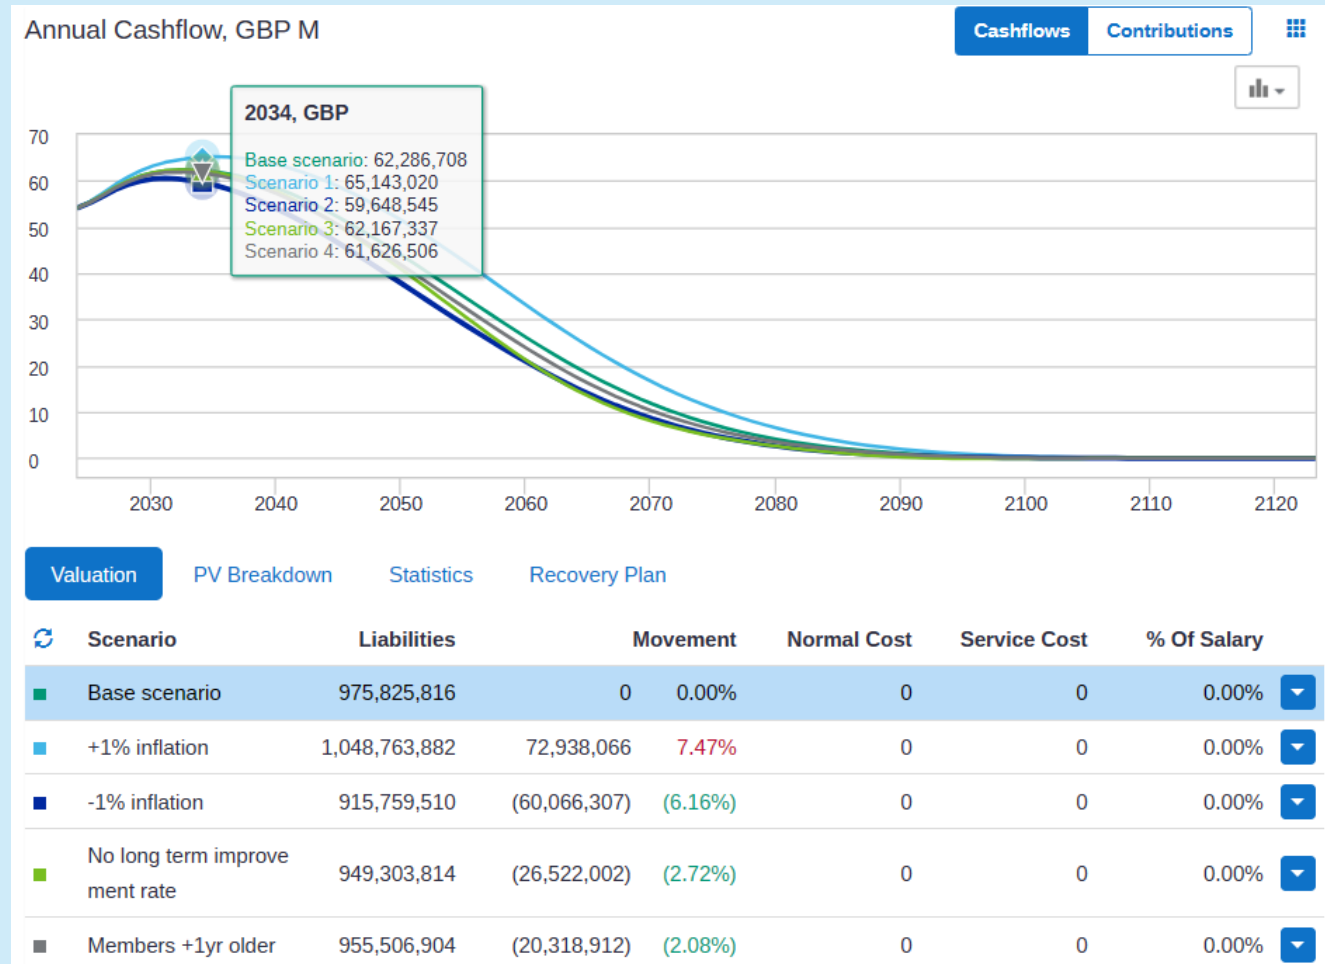 Annual Cashflow, GBP M
Cashflows Contributions
2034, GBP
Base scenario: 62,286,708
Scenario 1: 65,143,020
Scenario 2: 59,648,545
Scenario 3: 62,167,337
Scenario 4: 61,626,506
70
60
50
40
30
20
10
0
2030 2040 2050 2060 2070 2080 2090 2100 2110 2120
Valuation PV Breakdown Statistics Recovery Plan
Scenario Liabilities Movement Normal Cost Service Cost % Of Salary
Base scenario 975,825,816 0 0.00% 0 0 0.00%
+1% inflation 1,048,763,882 72,938,066 7.47% 0 0 0.00%
-1% inflation 915,759,510 (60,066,307) (6.16%) 0 0 0.00%
No long term improve
ment rate 949,303,814 (26,522,002) (2.72%) 0 0 0.00%
Members +1yr older 955,506,904 (20,318,912) (2.08%) 0 0 0.00%